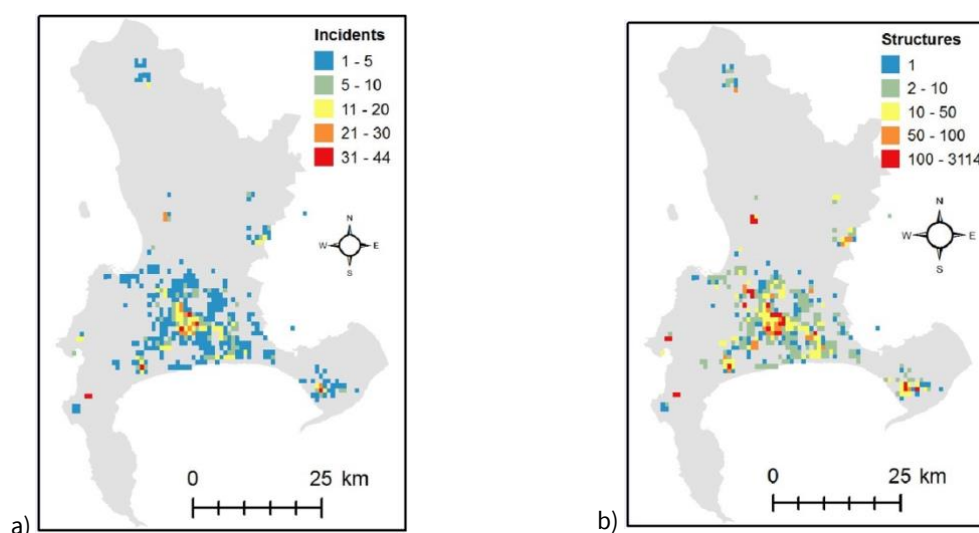 Incidents
1 - 5
5 - 10
11 - 20
21 - 30
31 - 44
N
W E
S
0 25 km
a)
Structures
1
2 - 10
10 - 50
50 - 100
100 - 3114
N
W E
S
0 25 km
b)